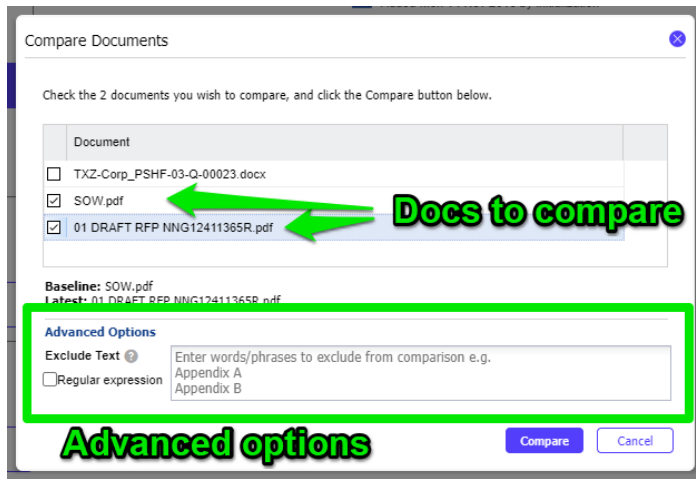 Compare Documents
Check the 2 documents you wish to compare, and click the Compare button below.
Document
TXZ-Corp_PSHF-03-Q-00023.docx
SOW.pdf
01 DRAFT RFP NNG12411365R.pdf
Docs to compare
Baseline: SOW.pdf
Latest: 01 DRAFT RFP NNG12411365R.pdf
Advanced Options
Exclude Text ?
Enter words/phrases to exclude from comparison e.g.
Appendix A
Regular expression
Appendix B
Advanced options
Compare
Cancel